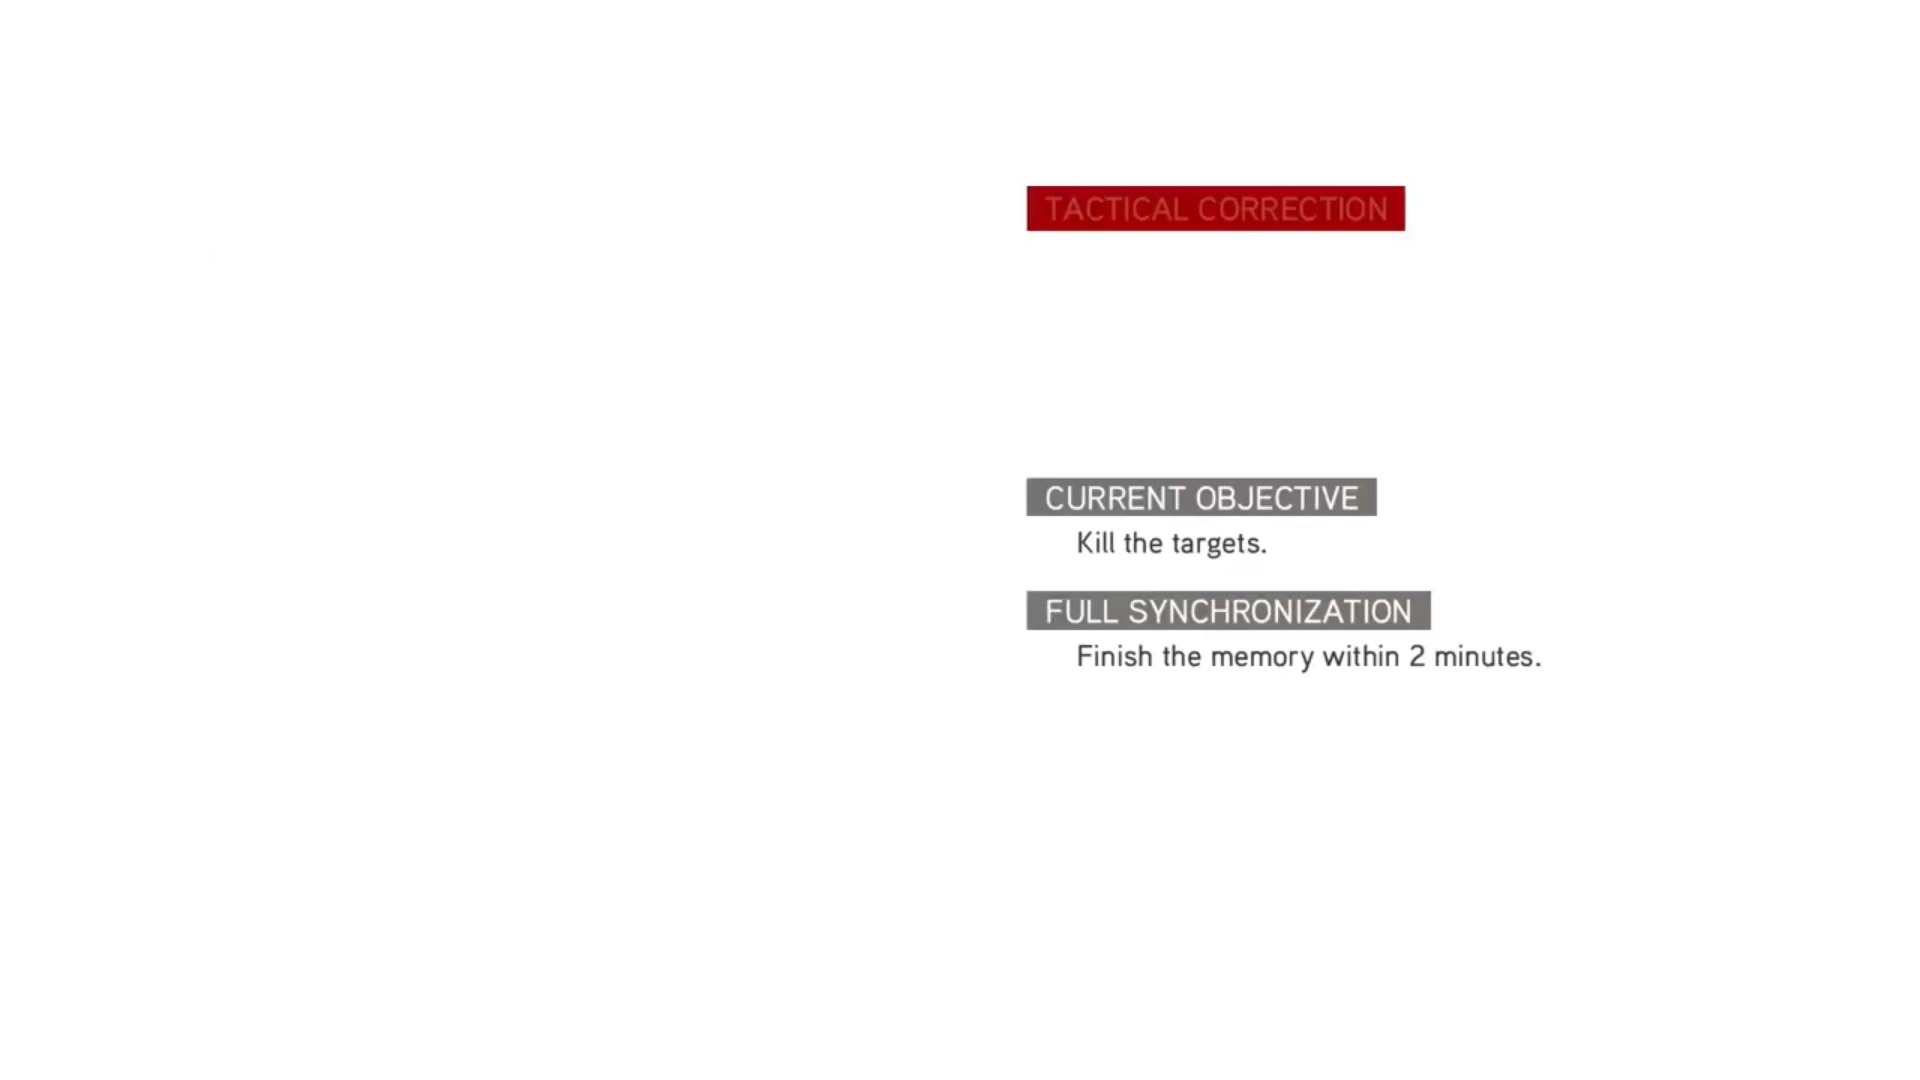 TACTICAL CORRECTION
CURRENT OBJECTIVE
Kill the targets.
FULL SYNCHRONIZATION
Finish the memory within 2 minutes.